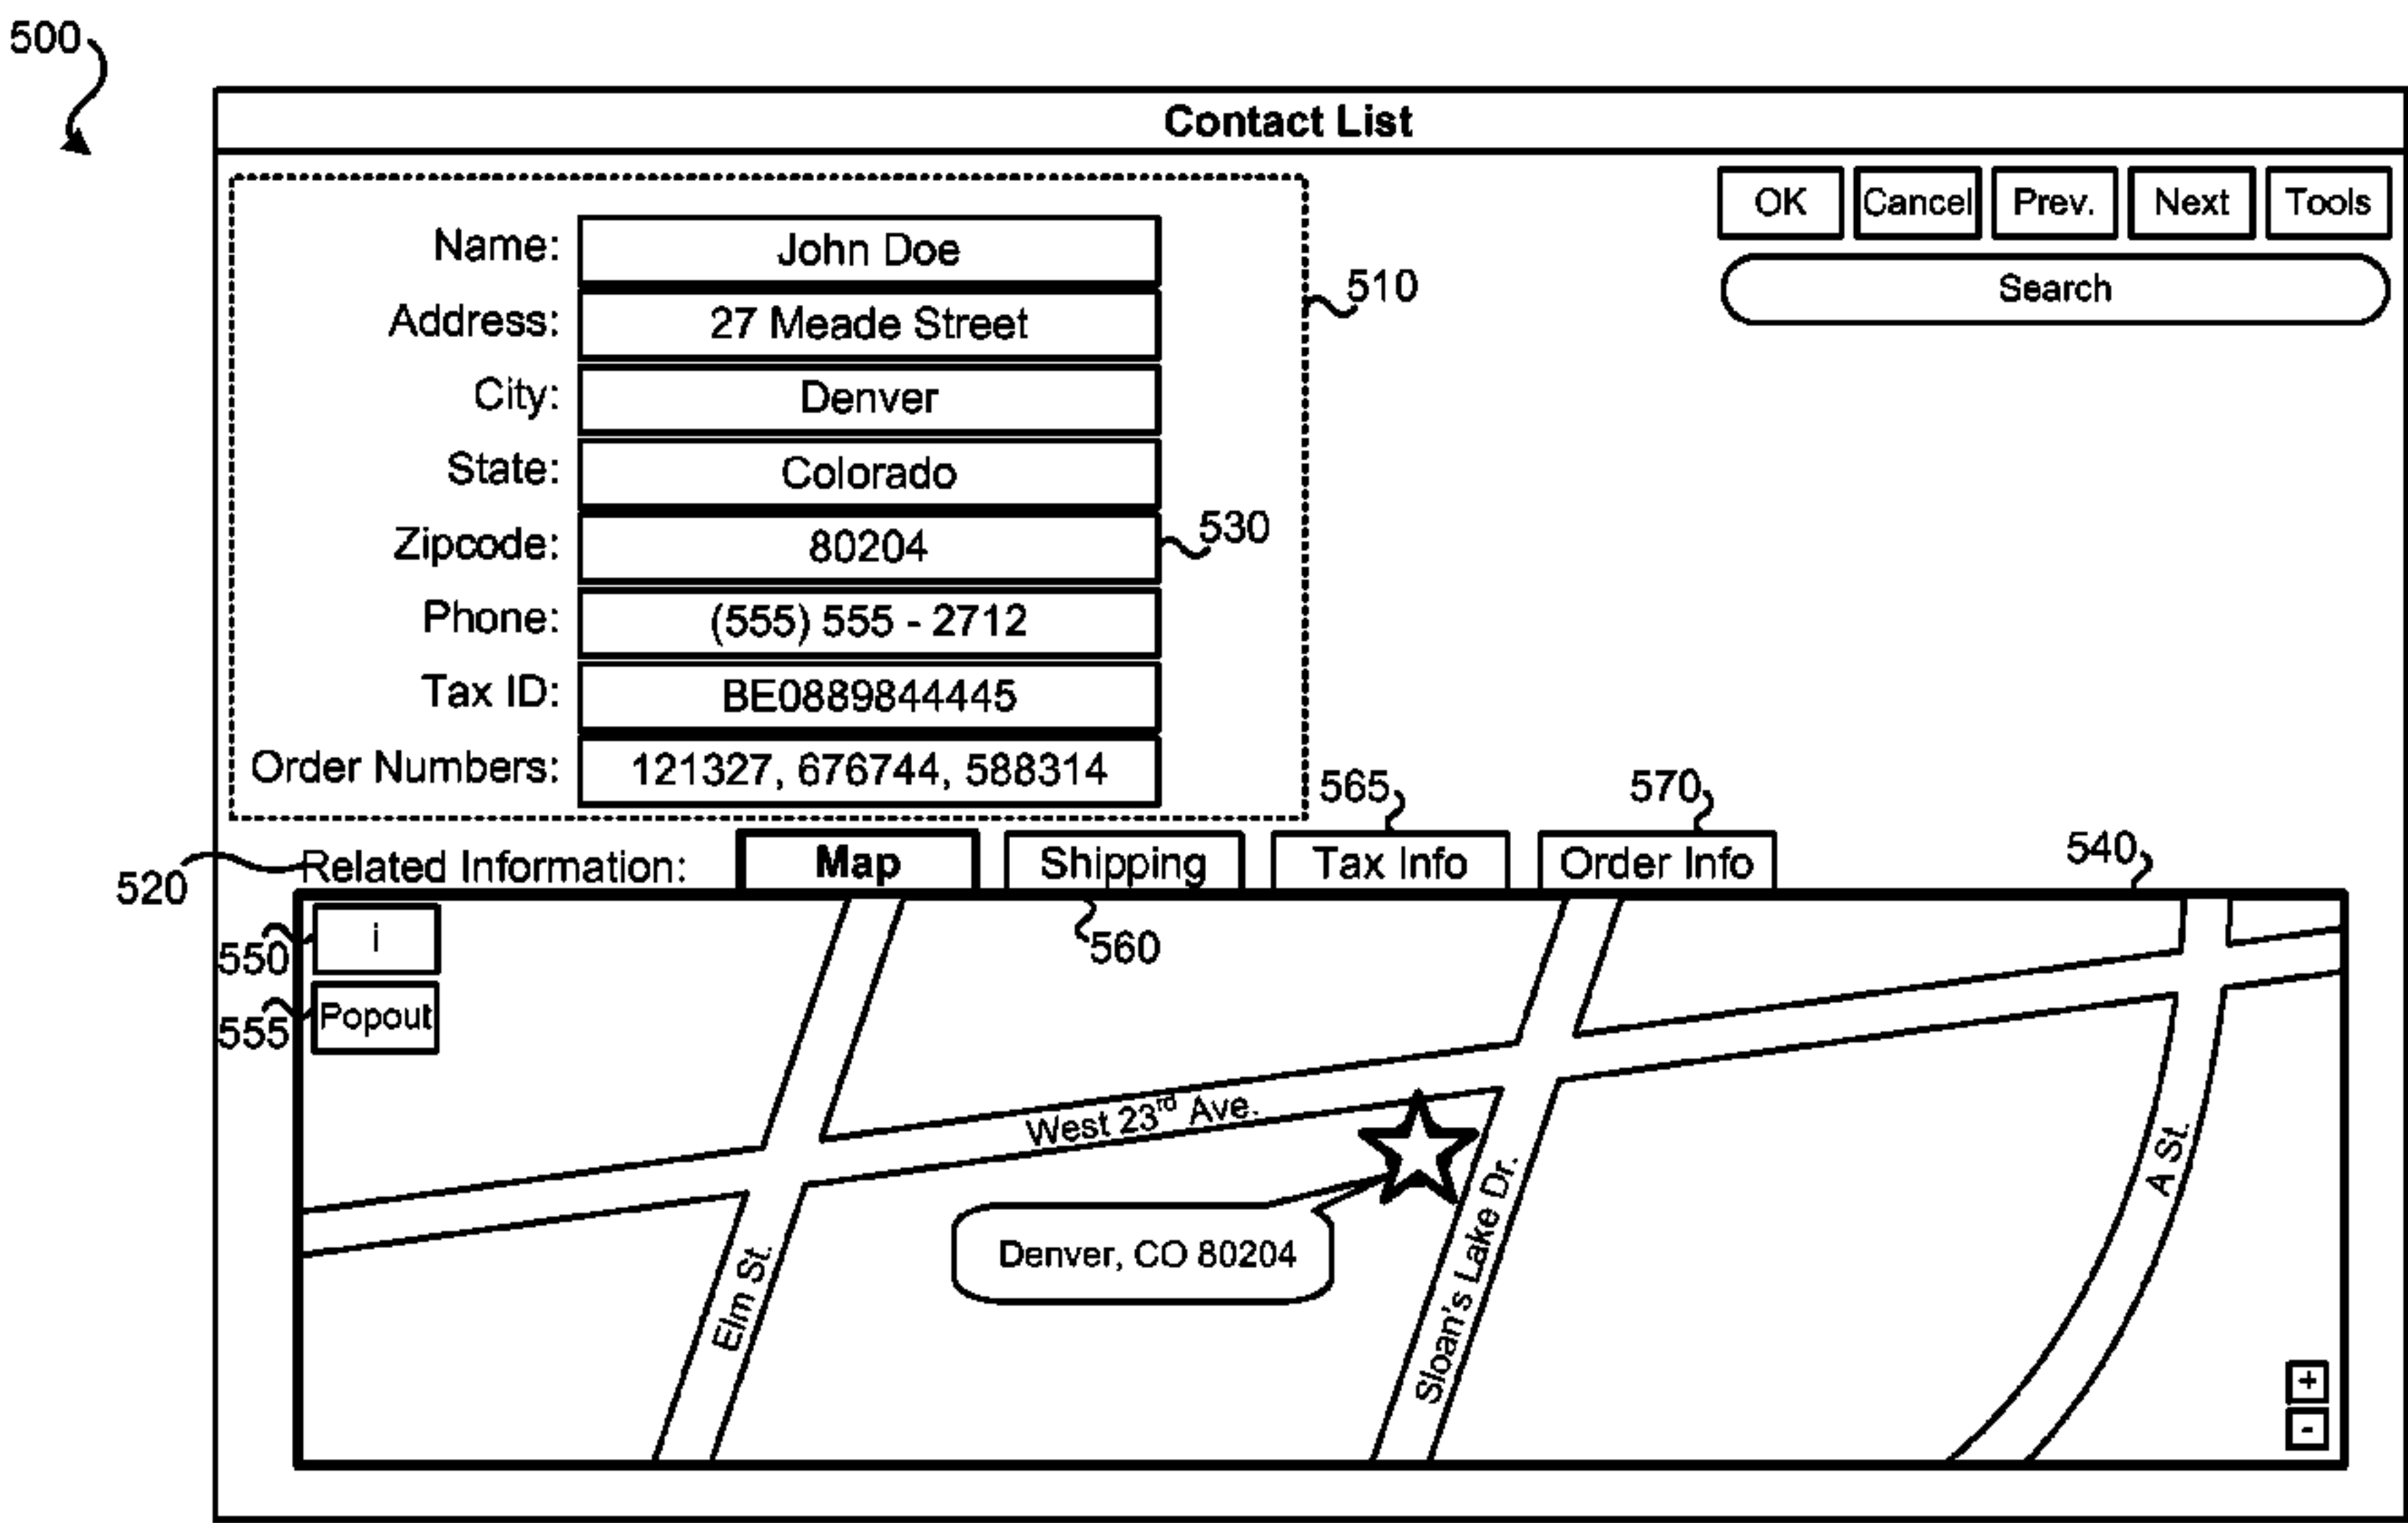 500
Contact List
OK Cancel Prev. Next Tools
Search
Name: John Doe
510
Address: 27 Meade Street
City: Denver
State: Colorado
Zipcode: 80204
530
Phone: (555) 555 - 2712
Tax ID: BE0889844445
Order Numbers: 121327, 676744, 588314
565
570
540
520
Related Information: Map Shipping Tax Info Order Info
550
i
560
555
Popout
West 23rd Ave.
A St.
Denver, CO 80204
Elm St.
Sloan's Lake Dr.
+
-